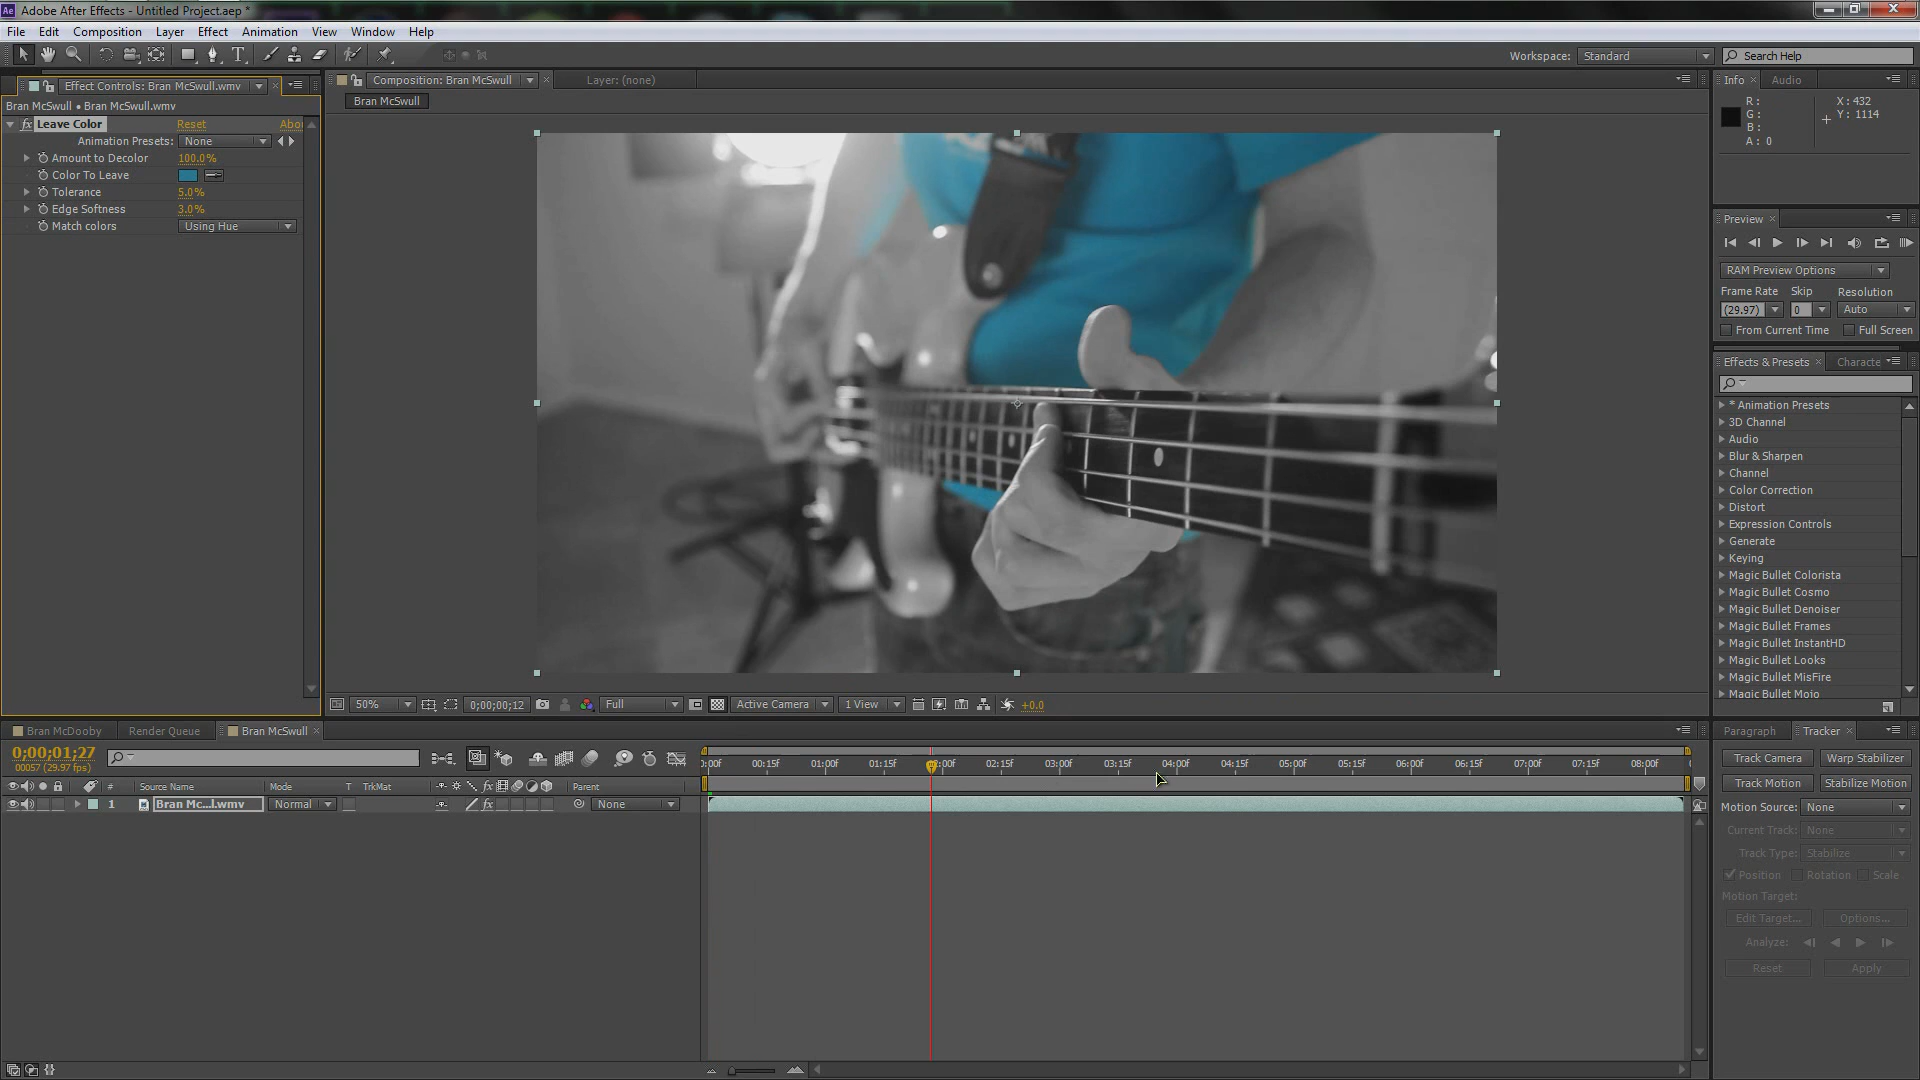 Ae Adobe After Effects - Untitled Project.aep *
File Edit Composition Layer Effect Animation View Window Help
T Workspace: Standard Search Help
Effect Controls: Bran McSwull.wmv
Bran McSwull • Bran McSwull.wmv
fx Leave Color Reset Abou
Animation Presets: None
Amount to Decolor 100.0%
Color To Leave
Tolerance 5.0%
Edge Softness 3.0%
Match colors Using Hue
Composition: Bran McSwull Layer: (none)
Bran McSwull
50% 0;00;00;12 Full Active Camera 1 View +0.0
Info Audio
R: X: 432
G: Y: 1114
B:
A: 0
Preview
RAM Preview Options
Frame Rate Skip Resolution
(29.97) 0 Auto
From Current Time Full Screen
Effects & Presets Characte
* Animation Presets
3D Channel
Audio
Blur & Sharpen
Channel
Color Correction
Distort
Expression Controls
Generate
Keying
Magic Bullet Colorista
Magic Bullet Cosmo
Magic Bullet Denoiser
Magic Bullet Frames
Magic Bullet InstantHD
Magic Bullet Looks
Magic Bullet MisFire
Magic Bullet Mojo
Bran McDooby Render Queue Bran McSwull
0;00;01;27
00057 (29.97 fps)
# Source Name Mode T TrkMat fx Parent
1 Bran Mc...l.wmv Normal fx None
):00f 00:15f 01:00f 01:15f :00f 02:15f 03:00f 03:15f 04:00f 04:15f 05:00f 05:15f 06:00f 06:15f 07:00f 07:15f 08:00f
Paragraph Tracker
Track Camera Warp Stabilizer
Track Motion Stabilize Motion
Motion Source: None
Current Track: None
Track Type: Stabilize
Position Rotation Scale
Motion Target:
Edit Target... Options...
Analyze:
Reset Apply